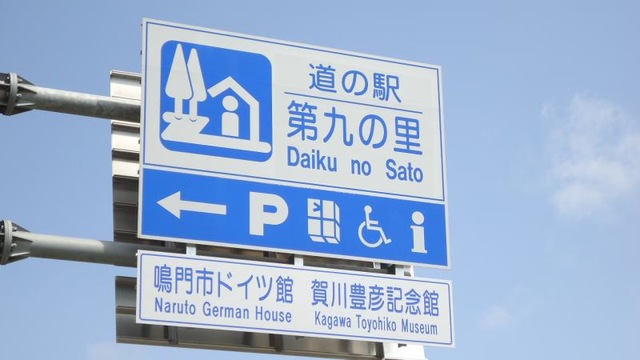 道の駅
第九の里
Daiku no Sato
P
鳴門市ドイツ館 賀川豊彦記念館
Naruto German House Kagawa Toyohiko Museum